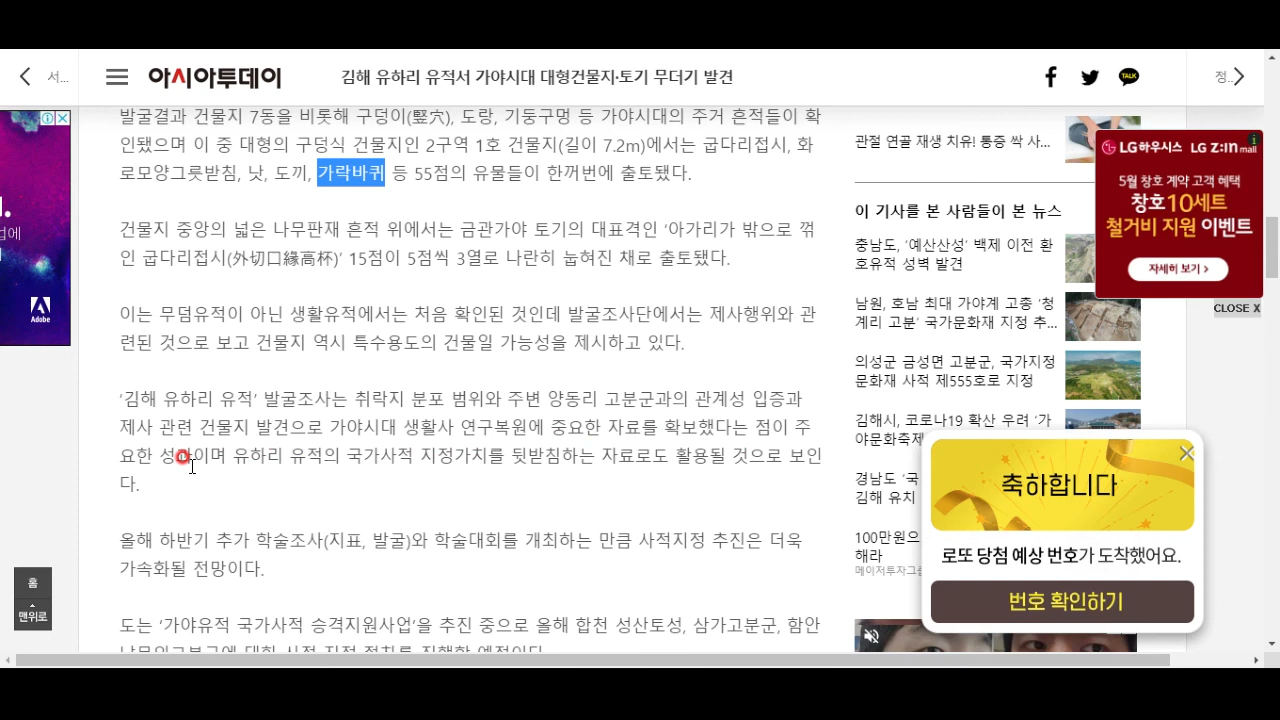 서...
아시아투데이
김해 유하리 유적서 가야시대 대형건물지·토기 무더기 발견
TALK
정..
발굴결과 건물지 7동을 비롯해 구덩이(竪穴), 도랑, 기둥구멍 등 가야시대의 주거 흔적들이 확
인됐으며 이 중 대형의 구덩식 건물지인 2구역 1호 건물지(길이 7.2m)에서는 굽다리접시, 화
로모양그릇받침, 낫, 도끼, 가락바퀴 등 55점의 유물들이 한꺼번에 출토됐다.
건물지 중앙의 넓은 나무판재 흔적 위에서는 금관가야 토기의 대표격인 ‘아가리가 밖으로 꺾
인 굽다리접시(外切口緣高杯)’ 15점이 5점씩 3열로 나란히 눕혀진 채로 출토됐다.
이는 무덤유적이 아닌 생활유적에서는 처음 확인된 것인데 발굴조사단에서는 제사행위와 관
련된 것으로 보고 건물지 역시 특수용도의 건물일 가능성을 제시하고 있다.
‘김해 유하리 유적’ 발굴조사는 취락지 분포 범위와 주변 양동리 고분군과의 관계성 입증과
제사 관련 건물지 발견으로 가야시대 생활사 연구복원에 중요한 자료를 확보했다는 점이 주
요한 이며 유하리 유적의 국가사적 지정가치를 뒷받침하는 자료로도 활용될 것으로 보인
다.
올해 하반기 추가 학술조사(지표, 발굴)와 학술대회를 개최하는 만큼 사적지정 추진은 더욱
가속화될 전망이다.
도는 ‘가야유적 국가사적 승격지원사업’을 추진 중으로 올해 합천 성산토성, 삼가고분군, 함안
관절 연골 재생 치유! 통증 싹 사...
이 기사를 본 사람들이 본 뉴스
충남도, ‘예산산성’ 백제 이전 환
호유적 성벽 발견
남원, 호남 최대 가야계 고총 ‘청
계리 고분’ 국가문화재 지정 추...
의성군 금성면 고분군, 국가지정
문화재 사적 제555호로 지정
김해시, 코로나19 확산 우려 ‘가
야문화축제
경남도 ‘국
김해 유치
100만원으
해라
메이저투자그룹
LG하우시스 LG Z:in mall
5월 창호 계약 고객 혜택
창호10세트
철거비 지원 이벤트
자세히 보기 >
CLOSE X
축하합니다
로또 당첨 예상 번호가 도착했어요.
번호 확인하기
Adobe
홈
맨위로